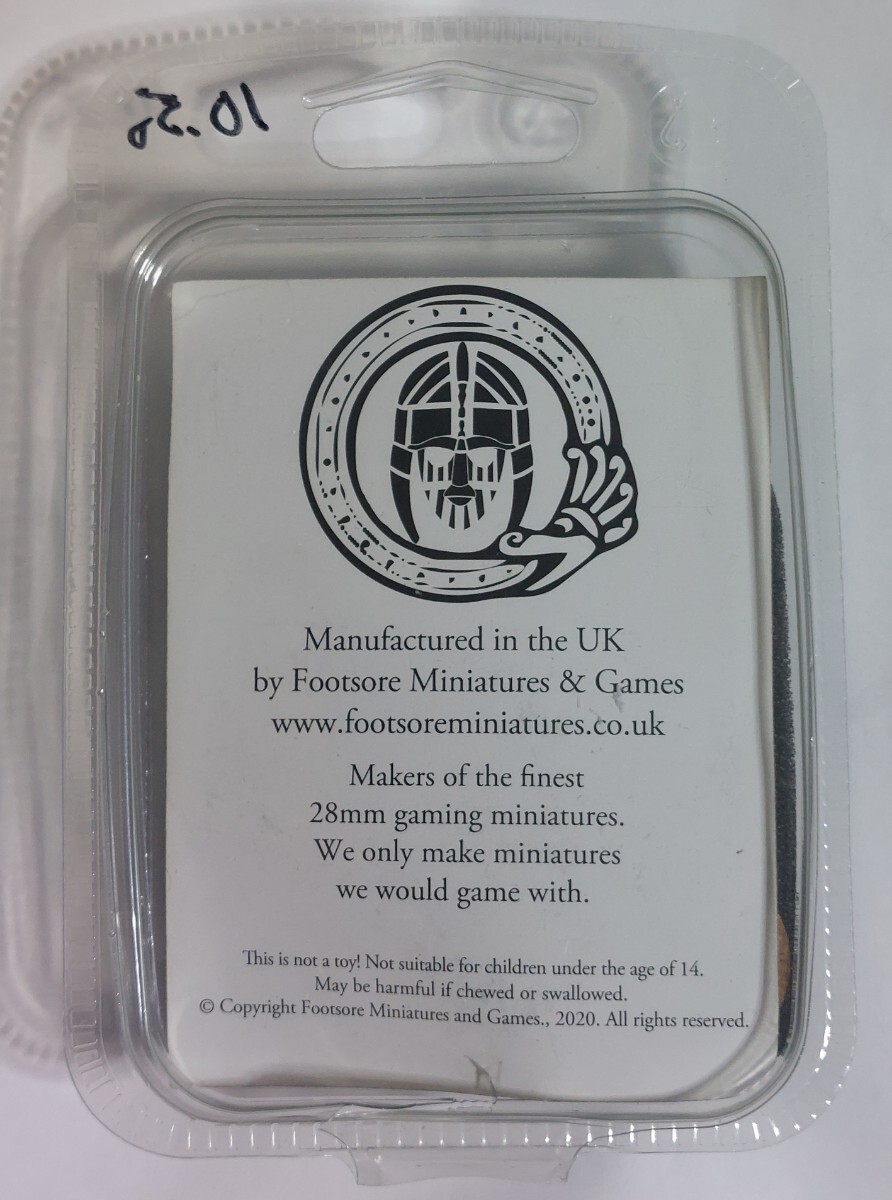 10.50
Manufactured in the UK
by Footsore Miniatures & Games
www.footsoreminiatures.co.uk
Makers of the finest
28mm gaming miniatures.
We only make miniatures
we would game with.
This is not a toy! Not suitable for children under the age of 14.
May be harmful if chewed or swallowed.
© Copyright Footsore Miniatures and Games., 2020. All rights reserved.